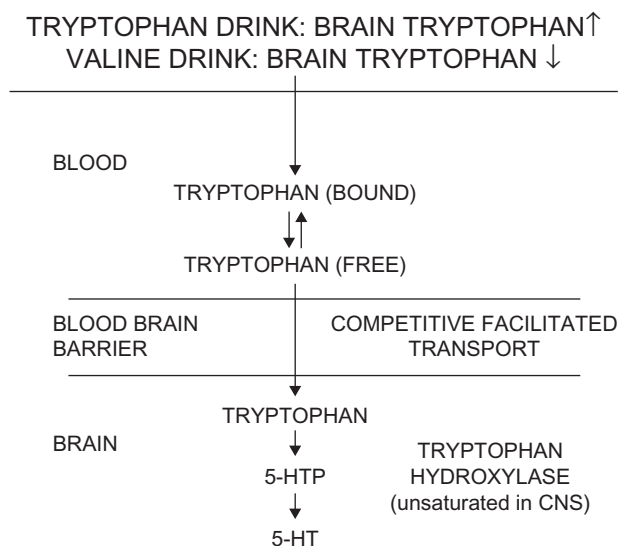 TRYPTOPHAN DRINK: BRAIN TRYPTOPHAN↑
VALINE DRINK: BRAIN TRYPTOPHAN ↓
BLOOD
TRYPTOPHAN (BOUND)
TRYPTOPHAN (FREE)
BLOOD BRAIN
BARRIER
COMPETITIVE FACILITATED
TRANSPORT
TRYPTOPHAN
BRAIN
5-HTP
5-HT
TRYPTOPHAN
HYDROXYLASE
(unsaturated in CNS)